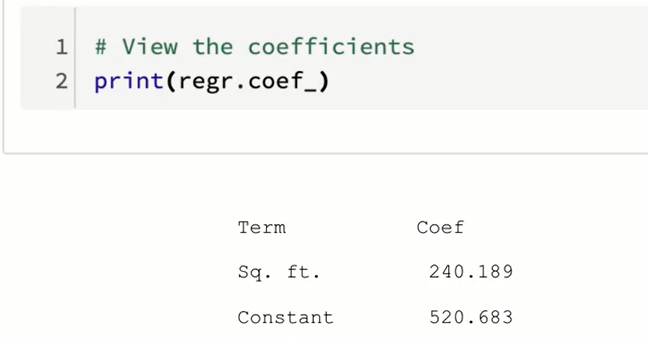 1 # View the coefficients
2 print(regr.coef_)
Term Coef
Sq. ft. 240.189
Constant 520.683